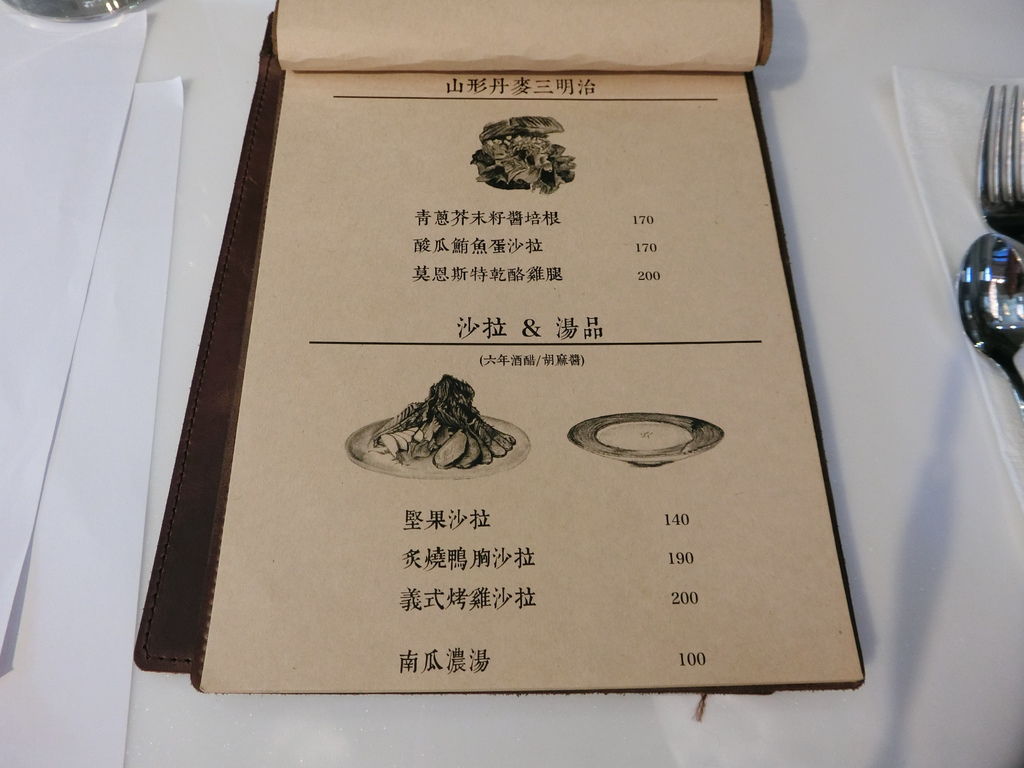 山形丹麥三明治
青蔥芥末籽醬培根 170
酸瓜鮪魚蛋沙拉 170
莫恩斯特乾酪雞腿 200
沙拉 & 湯品
(六年酒醋/胡麻醬)
堅果沙拉 140
炙燒鴨胸沙拉 190
義式烤雞沙拉 200
南瓜濃湯 100